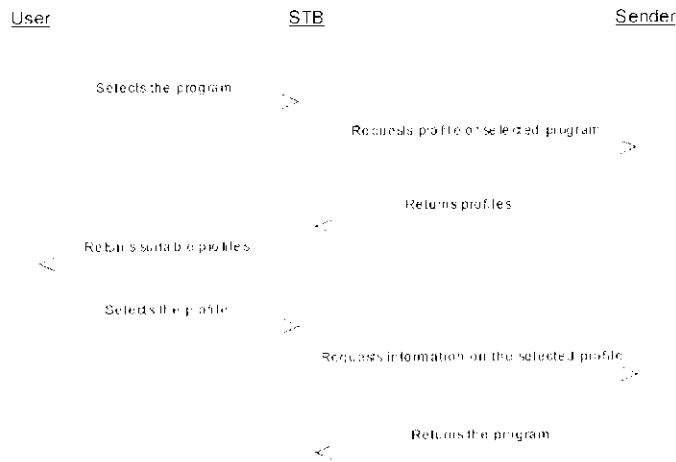 User STB Sender
Selects the program
Requests profile of selected program
Returns profiles
Returns suitable profiles
Selects the profile
Requests information on the selected profile
Returns the program